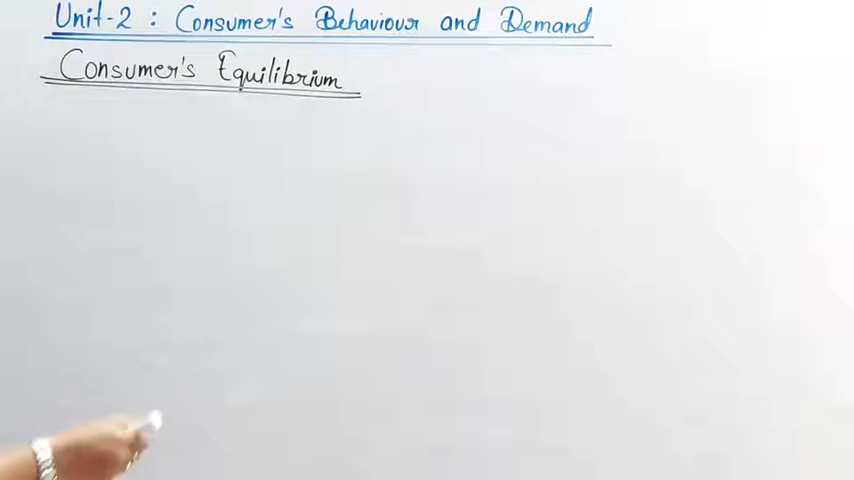 Unit-2 : Consumer's Behaviour and Demand
Consumer's Equilibrium